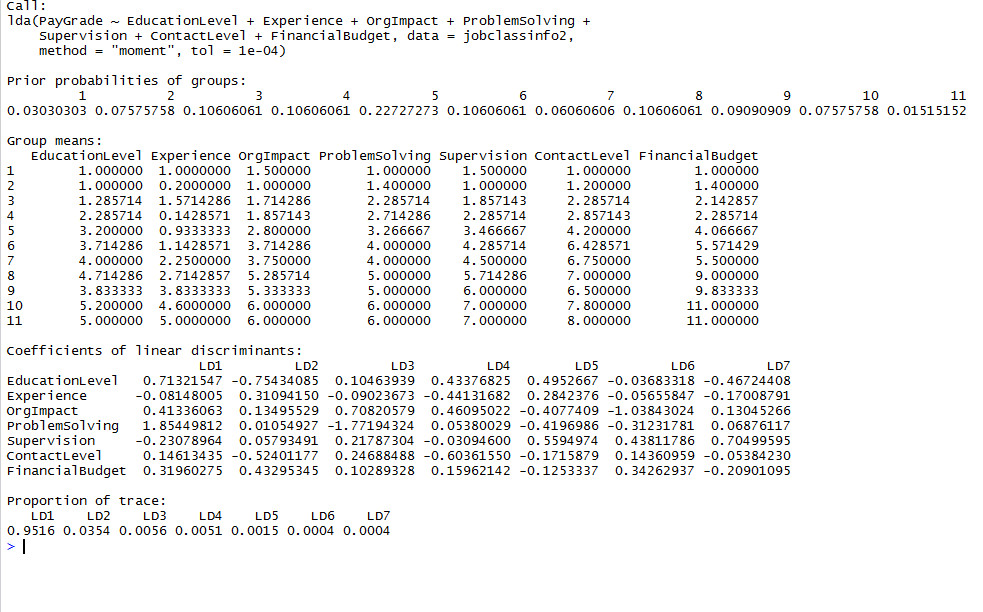 Call:
lda(PayGrade ~ EducationLevel + Experience + OrgImpact + ProblemSolving +
    Supervision + ContactLevel + FinancialBudget, data = jobclassinfo2,
    method = "moment", tol = 1e-04)
Prior probabilities of groups:
         1          2          3          4          5          6          7          8          9         10         11
0.03030303 0.07575758 0.10606061 0.10606061 0.22727273 0.10606061 0.06060606 0.10606061 0.09090909 0.07575758 0.01515152
Group means:
   EducationLevel Experience OrgImpact ProblemSolving Supervision ContactLevel FinancialBudget
1        1.000000  1.0000000  1.500000       1.000000    1.500000     1.000000        1.000000
2        1.000000  0.2000000  1.000000       1.400000    1.000000     1.200000        1.400000
3        1.285714  1.5714286  1.714286       2.285714    1.857143     2.285714        2.142857
4        2.285714  0.1428571  1.857143       2.714286    2.285714     2.857143        2.285714
5        3.200000  0.9333333  2.800000       3.266667    3.466667     4.200000        4.066667
6        3.714286  1.1428571  3.714286       4.000000    4.285714     6.428571        5.571429
7        4.000000  2.2500000  3.750000       4.000000    4.500000     6.750000        5.500000
8        4.714286  2.7142857  5.285714       5.000000    5.714286     7.000000        9.000000
9        3.833333  3.8333333  5.333333       5.000000    6.000000     6.500000        9.833333
10       5.200000  4.6000000  6.000000       6.000000    7.000000     7.800000       11.000000
11       5.000000  5.0000000  6.000000       6.000000    7.000000     8.000000       11.000000
Coefficients of linear discriminants:
                        LD1         LD2         LD3         LD4        LD5         LD6         LD7
EducationLevel   0.71321547 -0.75434085  0.10463939  0.43376825  0.4952667 -0.03683318 -0.46724408
Experience      -0.08148005  0.31094150 -0.09023673 -0.44131682  0.2842376 -0.05655847 -0.17008791
OrgImpact        0.41336063  0.13495529  0.70820579  0.46095022 -0.4077409 -1.03843024  0.13045266
ProblemSolving   1.85449812  0.01054927 -1.77194324  0.05380029 -0.4196986 -0.31231781  0.06876117
Supervision     -0.23078964  0.05793491  0.21787304 -0.03094600  0.5594974  0.43811786  0.70499595
ContactLevel     0.14613435 -0.52401177  0.24688488 -0.60361550 -0.1715879  0.14360959 -0.05384230
FinancialBudget  0.31960275  0.43295345  0.10289328  0.15962142 -0.1253337  0.34262937 -0.20901095
Proportion of trace:
   LD1    LD2    LD3    LD4    LD5    LD6    LD7
0.9516 0.0354 0.0056 0.0051 0.0015 0.0004 0.0004
>